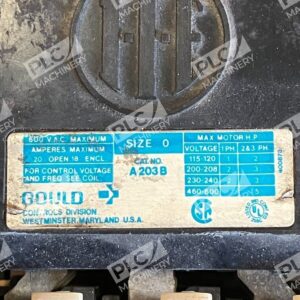 ITE
600 V.A.C. MAXIMUM
AMPERES MAXIMUM
20 OPEN 18 ENCL
FOR CONTROL VOLTAGE
AND FREQ SEE COIL
GOULD
CONTROLS DIVISION
WESTMINSTER, MARYLAND, U.S.A.
SIZE 0
CAT. NO.
A203B
MAX MOTOR H.P.
VOLTAGE 1 PH 2&3 PH.
115-120 1 2
200-208 2 3
230-240 3
460-600 5
PLC MACHINERY